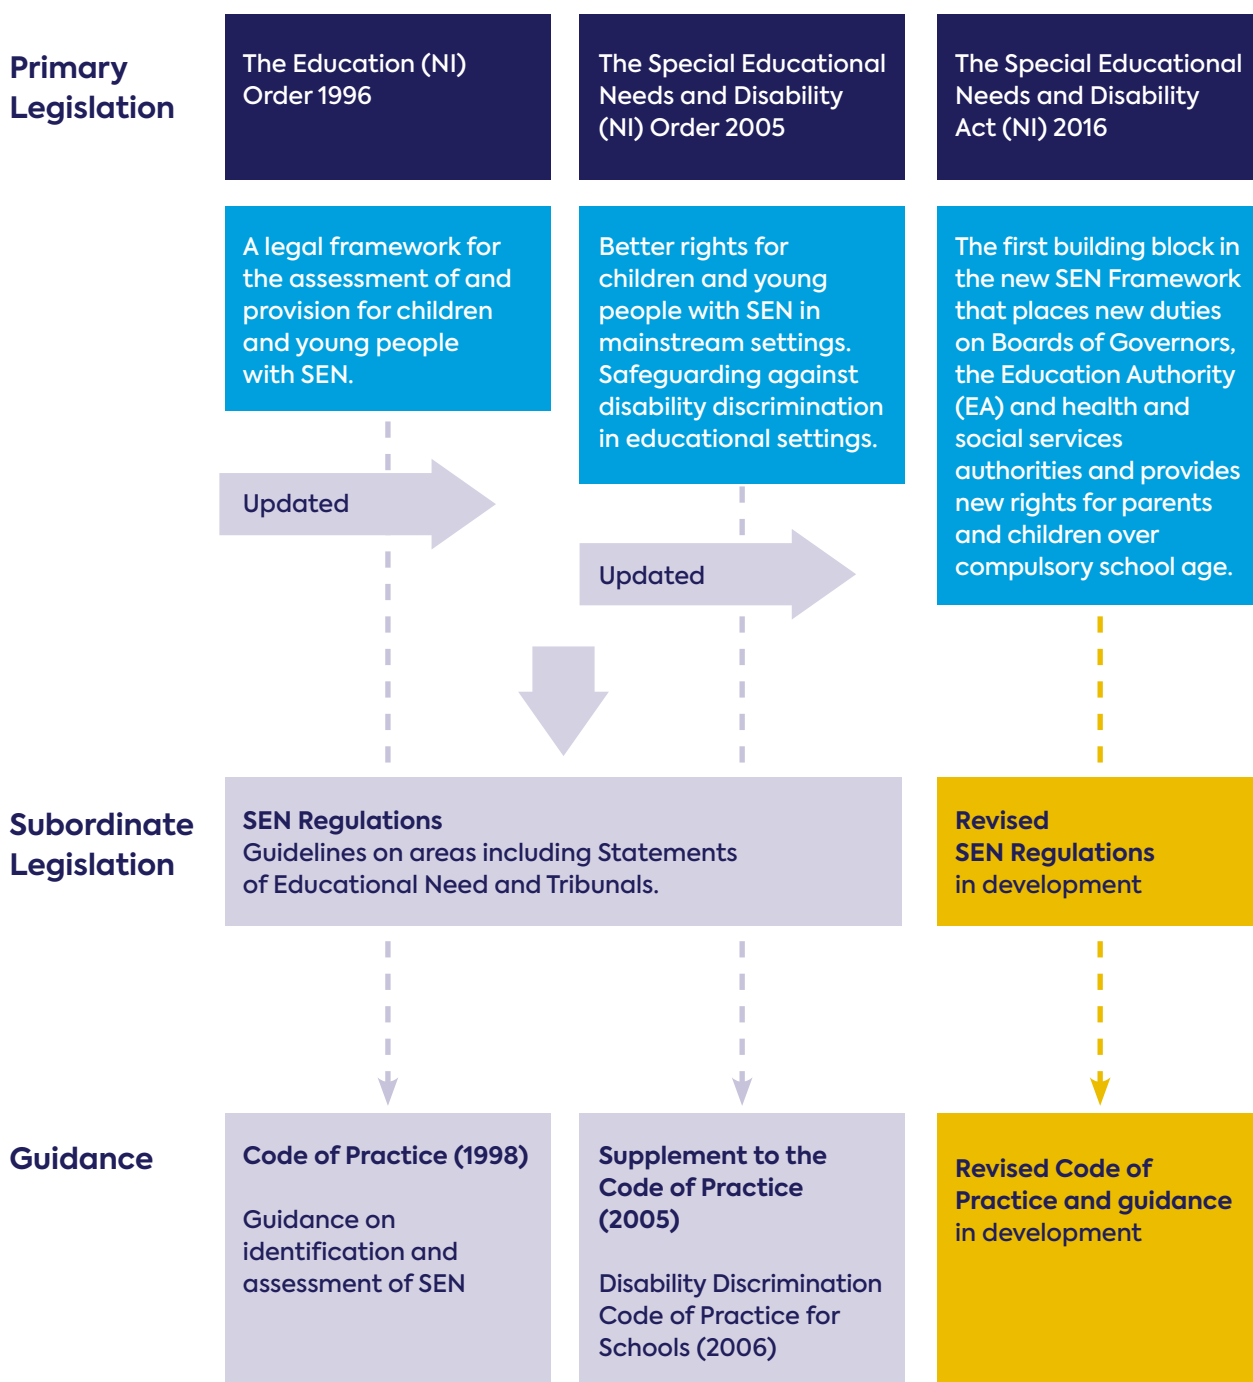 Primary
Legislation
The Education (NI)
Order 1996
The Special Educational
Needs and Disability
(NI) Order 2005
The Special Educational
Needs and Disability
Act (NI) 2016
A legal framework for
the assessment of and
provision for children
and young people
with SEN.
Better rights for
children and young
people with SEN in
mainstream settings.
Safeguarding against
disability discrimination
in educational settings.
The first building block in
the new SEN Framework
that places new duties
on Boards of Governors,
the Education Authority
(EA) and health and
social services
authorities and provides
new rights for parents
and children over
compulsory school age.
Updated
Updated
Subordinate
Legislation
SEN Regulations
Guidelines on areas including Statements
of Educational Need and Tribunals.
Revised
SEN Regulations
in development
Guidance
Code of Practice (1998)
Guidance on
identification and
assessment of SEN
Supplement to the
Code of Practice
(2005)
Disability Discrimination
Code of Practice for
Schools (2006)
Revised Code of
Practice and guidance
in development